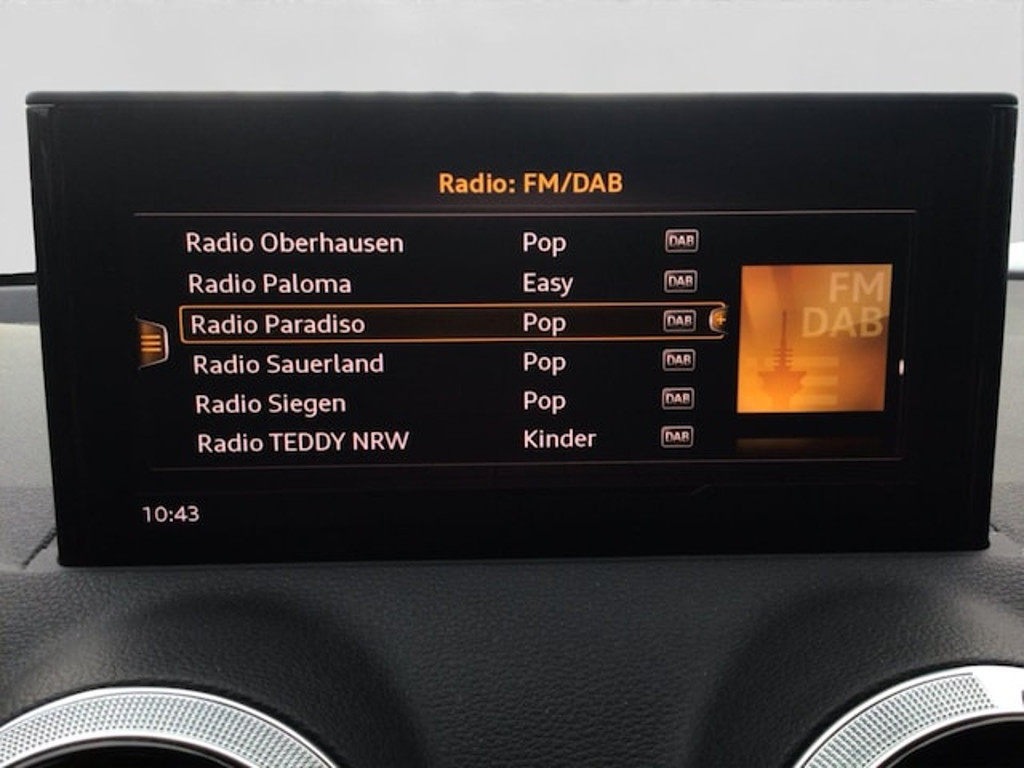 Radio: FM/DAB
Radio Oberhausen Pop DAB
Radio Paloma Easy DAB
Radio Paradiso Pop DAB
Radio Sauerland Pop DAB
Radio Siegen Pop DAB
Radio TEDDY NRW Kinder DAB
FM
DAB
10:43